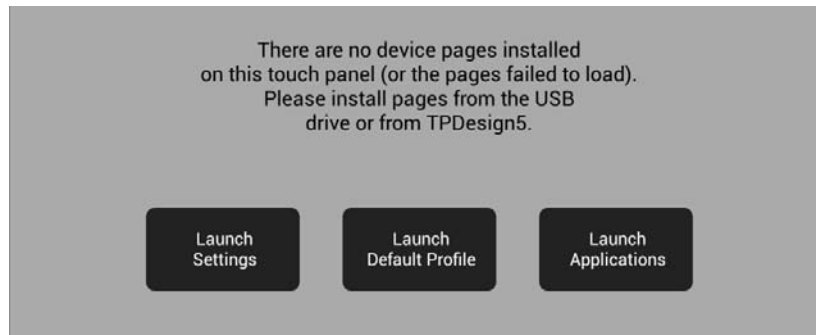 There are no device pages installed
on this touch panel (or the pages failed to load).
Please install pages from the USB
drive or from TPDesign5.
Launch
Settings
Launch
Default Profile
Launch
Applications